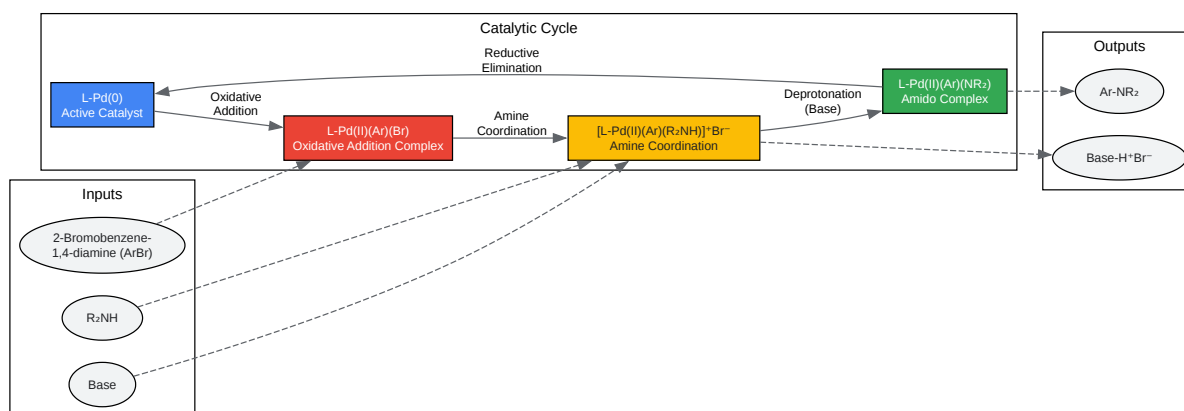 Catalytic Cycle
Reductive
Elimination
L-Pd(0)
Active Catalyst
Oxidative
Addition
L-Pd(II)(Ar)(Br)
Oxidative Addition Complex
Amine
Coordination
[L-Pd(II)(Ar)(R₂NH)]⁺Br⁻
Amine Coordination
Deprotonation
(Base)
L-Pd(II)(Ar)(NR₂)
Amido Complex
Outputs
Ar-NR₂
Base-H⁺Br⁻
Inputs
2-Bromobenzene-
1,4-diamine (ArBr)
R₂NH
Base